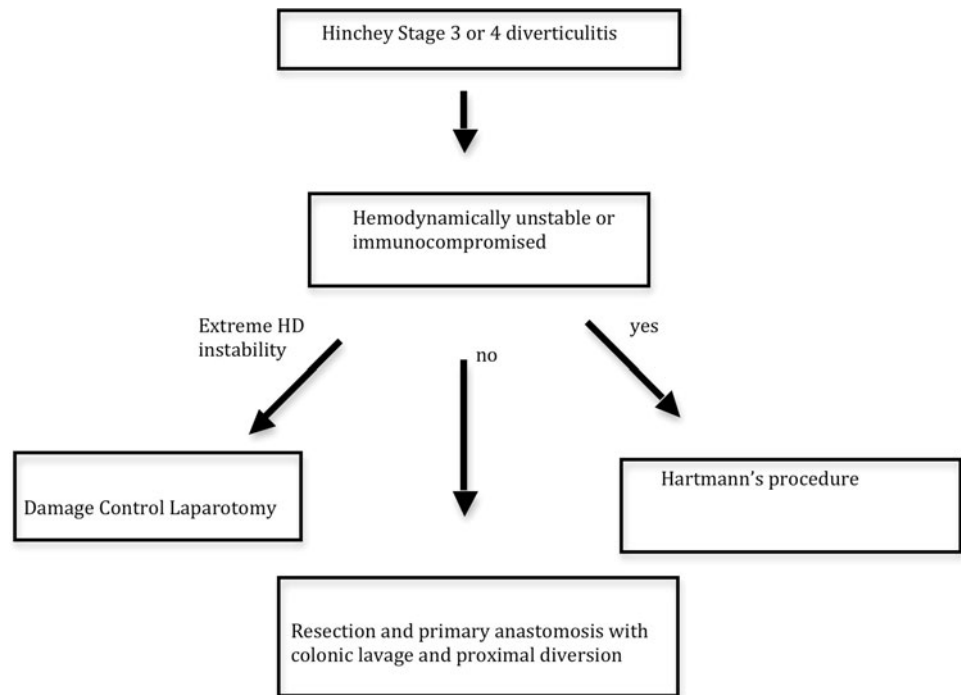 Hinchey Stage 3 or 4 diverticulitis
Hemodynamically unstable or
immunocompromised
Extreme HD
instability
no
yes
Damage Control Laparotomy
Hartmann’s procedure
Resection and primary anastomosis with
colonic lavage and proximal diversion